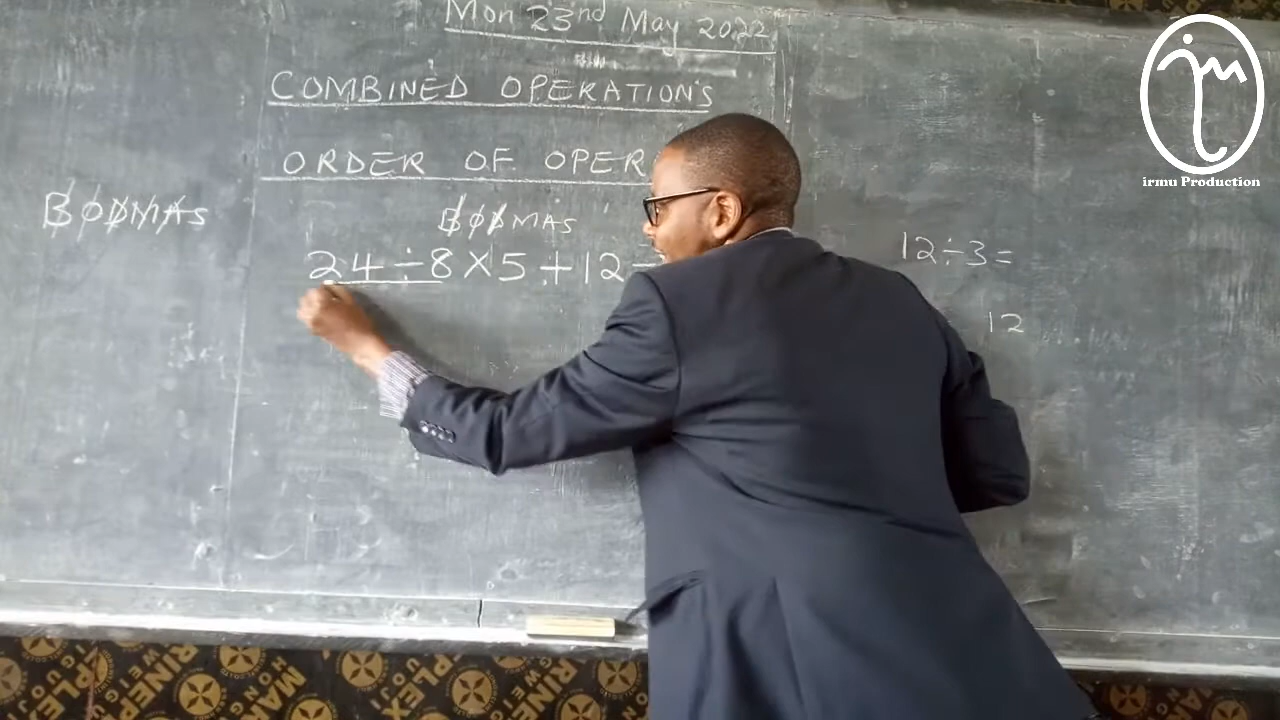 Mon 23rd May 2022
COMBINED OPERATIONS
ORDER OF OPER
BODMAS
BODMAS
24÷8×5+12
12÷3=
12
irmu Production